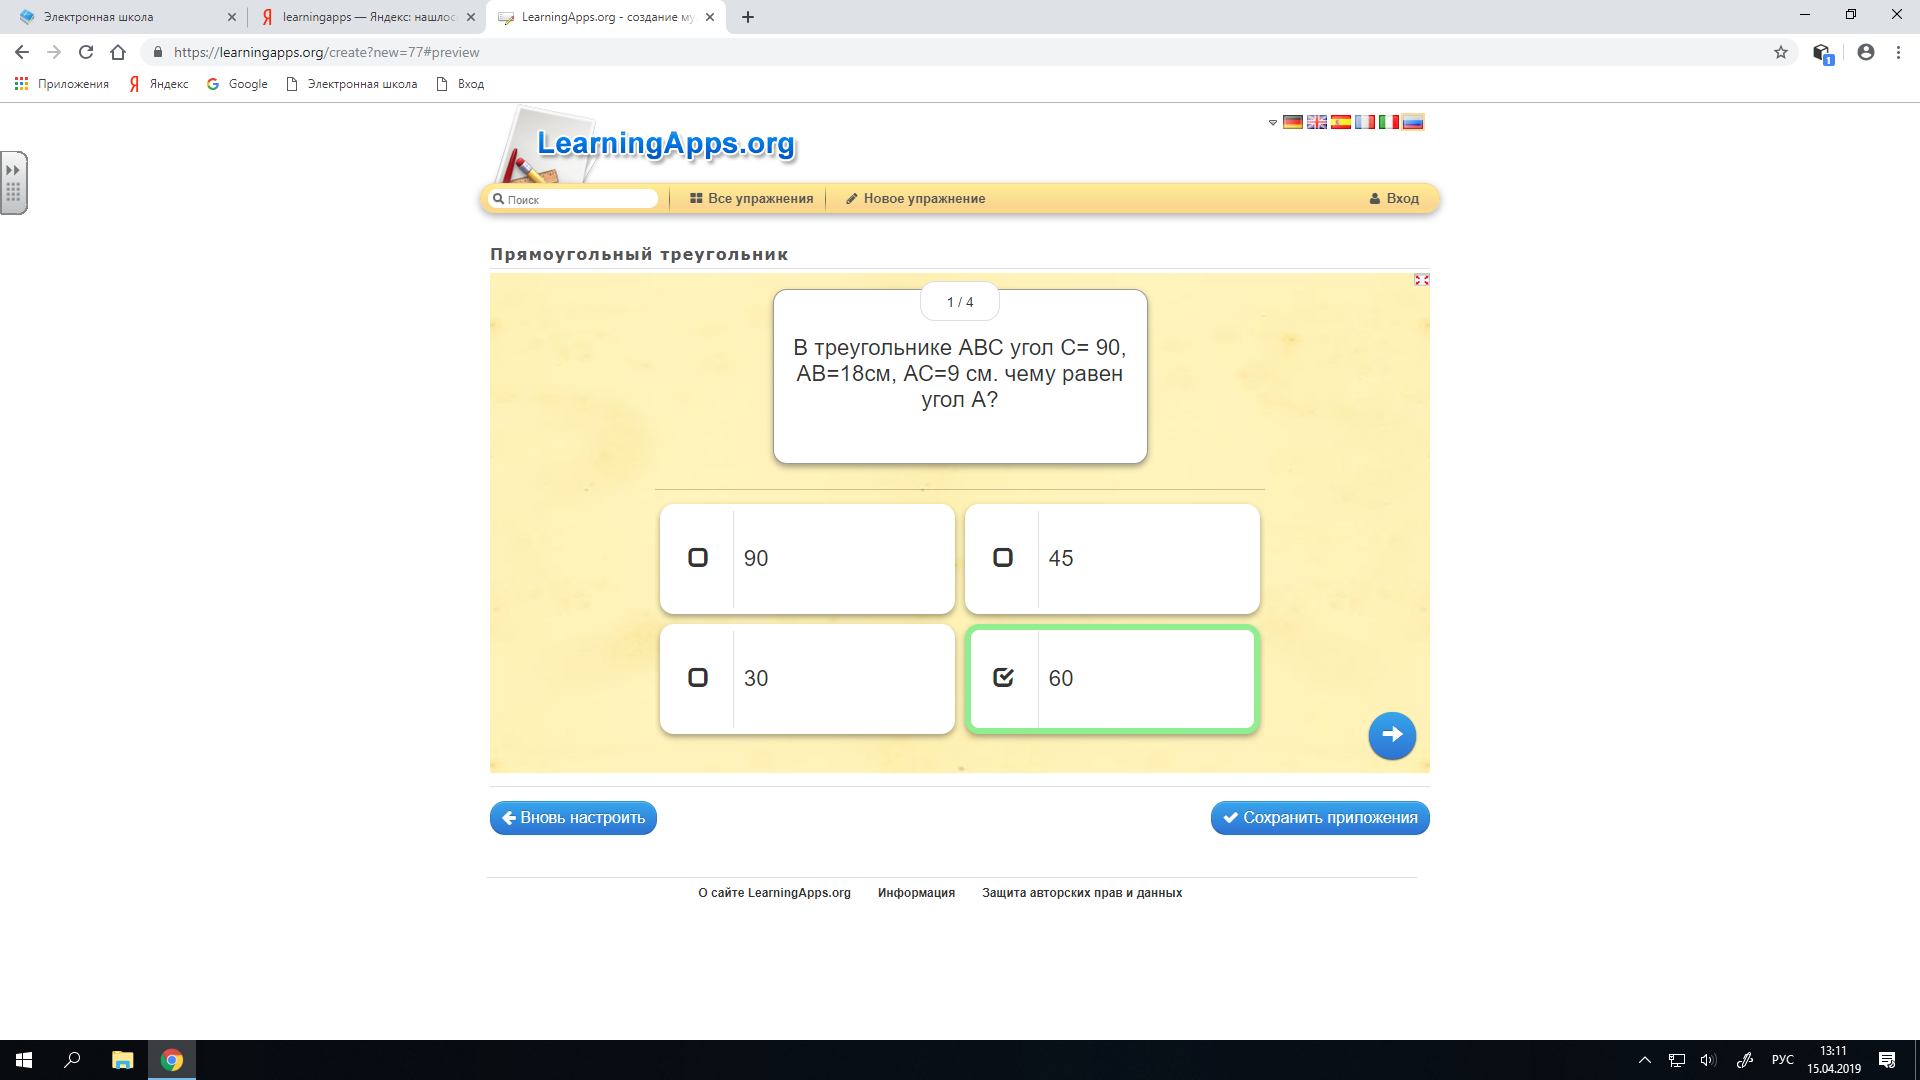 Электронная школа
learningapps — Яндекс: нашлос
LearningApps.org - создание му
https://learningapps.org/create?new=77#preview
1
Приложения
Яндекс
Google
Электронная школа
Вход
LearningApps.org
Поиск
Все упражнения
Новое упражнение
Вход
Прямоугольный треугольник
1 / 4
В треугольнике АВС угол С= 90,
АВ=18см, АС=9 см. чему равен
угол А?
90
45
30
60
Вновь настроить
Сохранить приложения
О сайте LearningApps.org
Информация
Защита авторских прав и данных
РУС
13:11
15.04.2019